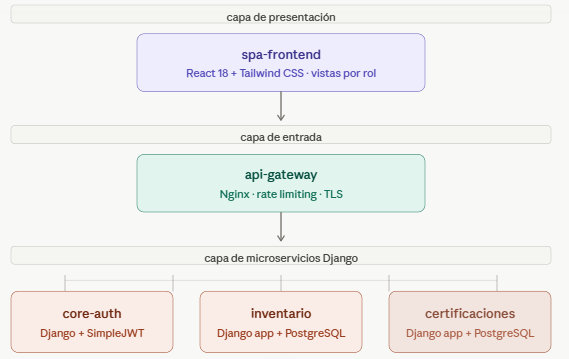 capa de presentación
spa-frontend
React 18 + Tailwind CSS · vistas por rol
capa de entrada
api-gateway
Nginx · rate limiting · TLS
capa de microservicios Django
core-auth
Django + SimpleJWT
inventario
Django app + PostgreSQL
certificaciones
Django app + PostgreSQL